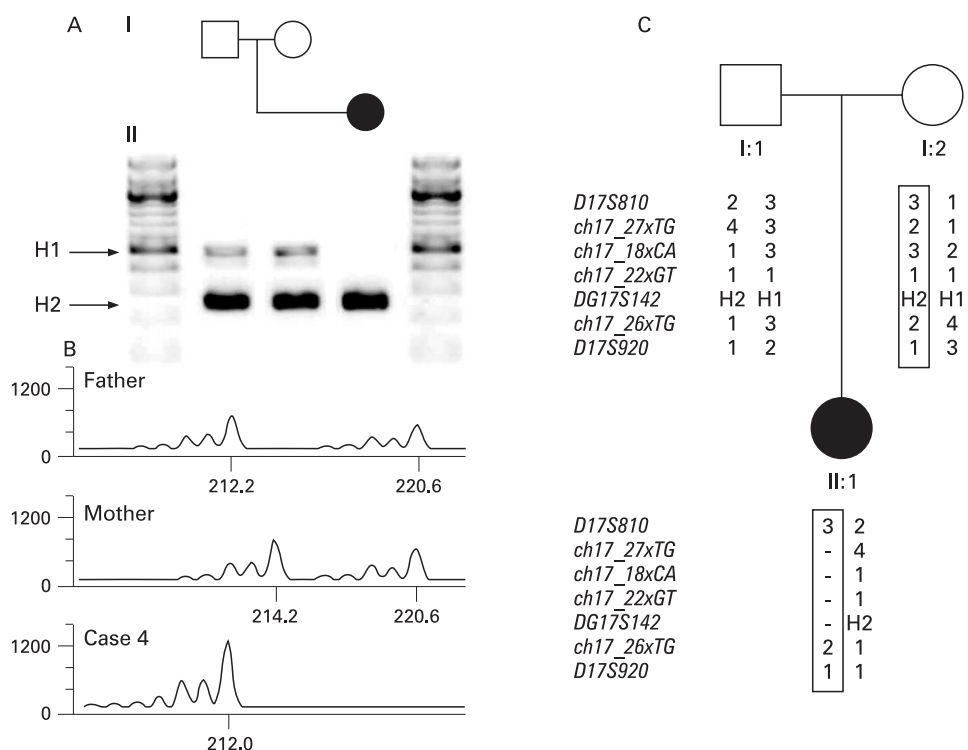 A I
II
H1
H2
B
Father
1200
0
212.2 220.6
Mother
1200
0
214.2 220.6
Case 4
1200
0
212.0
C
I:1 I:2
D17S810 2 3 3 1
ch17_27xTG 4 3 2 1
ch17_18xCA 1 3 3 2
ch17_22xGT 1 1 1 1
DG17S142 H2 H1 H2 H1
ch17_26xTG 1 3 2 4
D17S920 1 2 1 3
II:1
D17S810 3 2
ch17_27xTG - 4
ch17_18xCA - 1
ch17_22xGT - 1
DG17S142 - H2
ch17_26xTG 2 1
D17S920 1 1